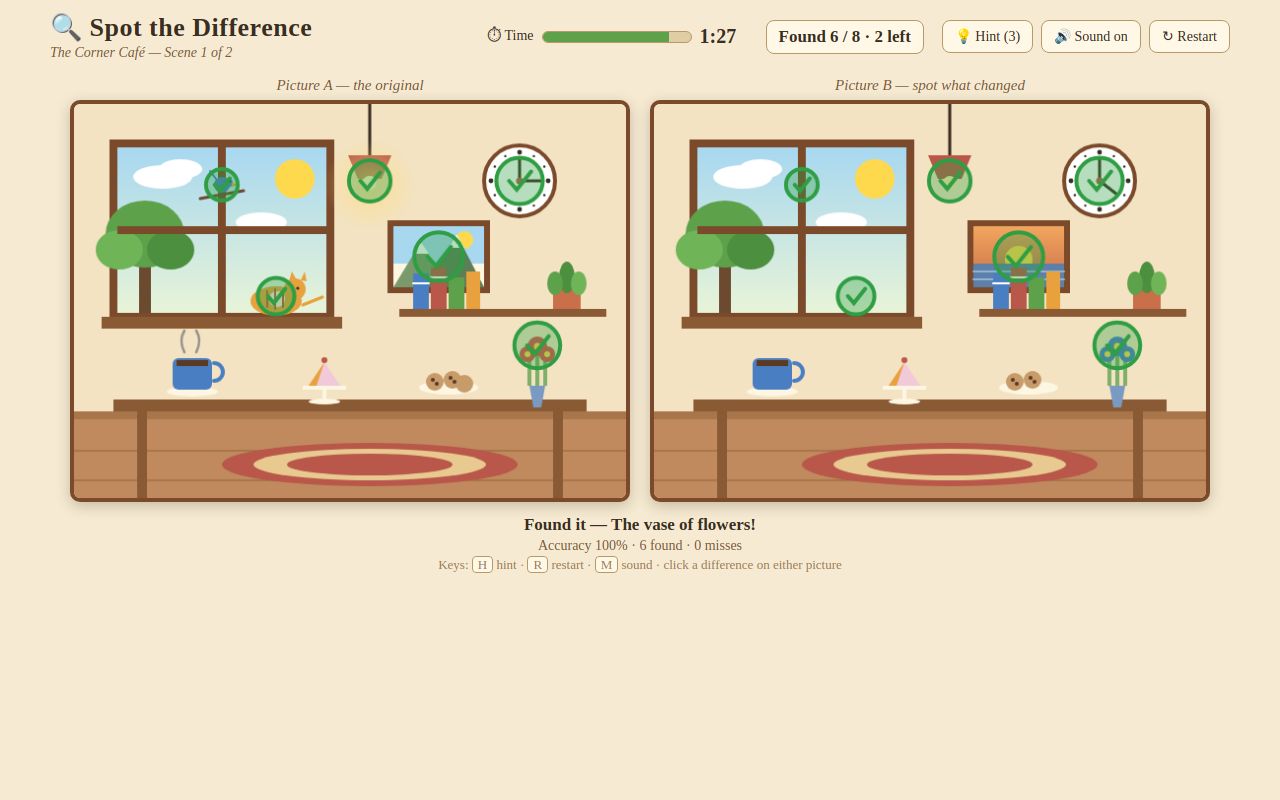 🔍 Spot the Difference
The Corner Café — Scene 1 of 2
⏱ Time 1:27
Found 6 / 8 · 2 left
💡 Hint (3)
🔊 Sound on
↻ Restart
Picture A — the original
Picture B — spot what changed
Found it — The vase of flowers!
Accuracy 100% · 6 found · 0 misses
Keys: H hint · R restart · M sound · click a difference on either picture